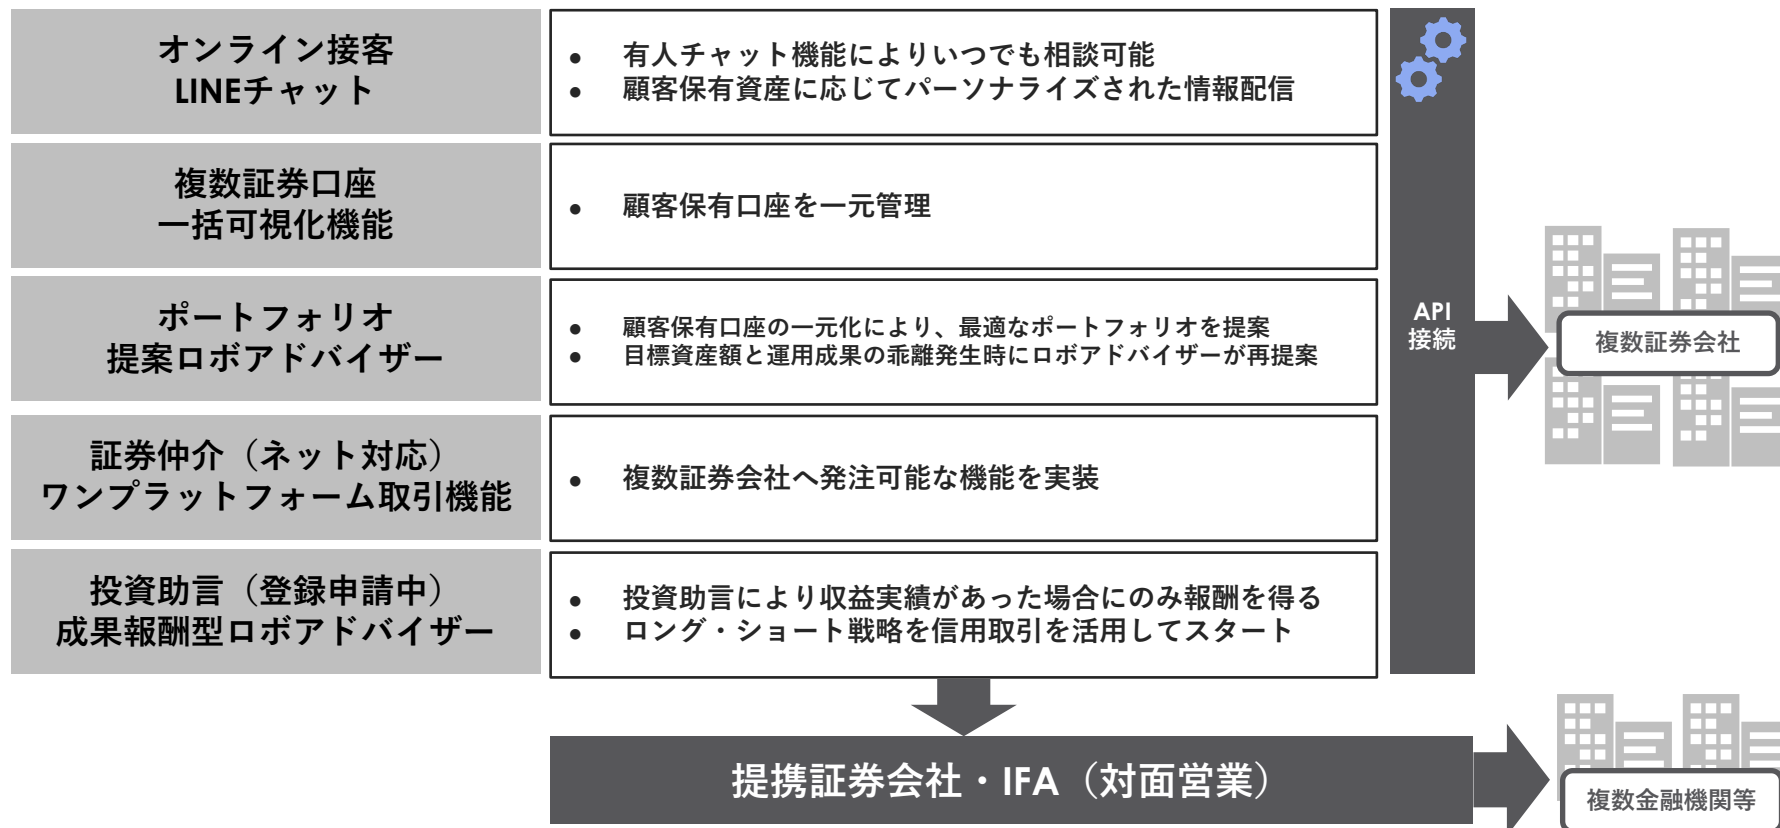 オンライン接客
LINEチャット
● 有人チャット機能によりいつでも相談可能
● 顧客保有資産に応じてパーソナライズされた情報配信
複数証券口座
一括可視化機能
● 顧客保有口座を一元管理
ポートフォリオ
提案ロボアドバイザー
● 顧客保有口座の一元化により、最適なポートフォリオを提案
● 目標資産額と運用成果の乖離発生時にロボアドバイザーが再提案
証券仲介（ネット対応）
ワンプラットフォーム取引機能
● 複数証券会社へ発注可能な機能を実装
投資助言（登録申請中）
成果報酬型ロボアドバイザー
● 投資助言により収益実績があった場合にのみ報酬を得る
● ロング・ショート戦略を信用取引を活用してスタート
API
接続
複数証券会社
提携証券会社・IFA（対面営業）
複数金融機関等